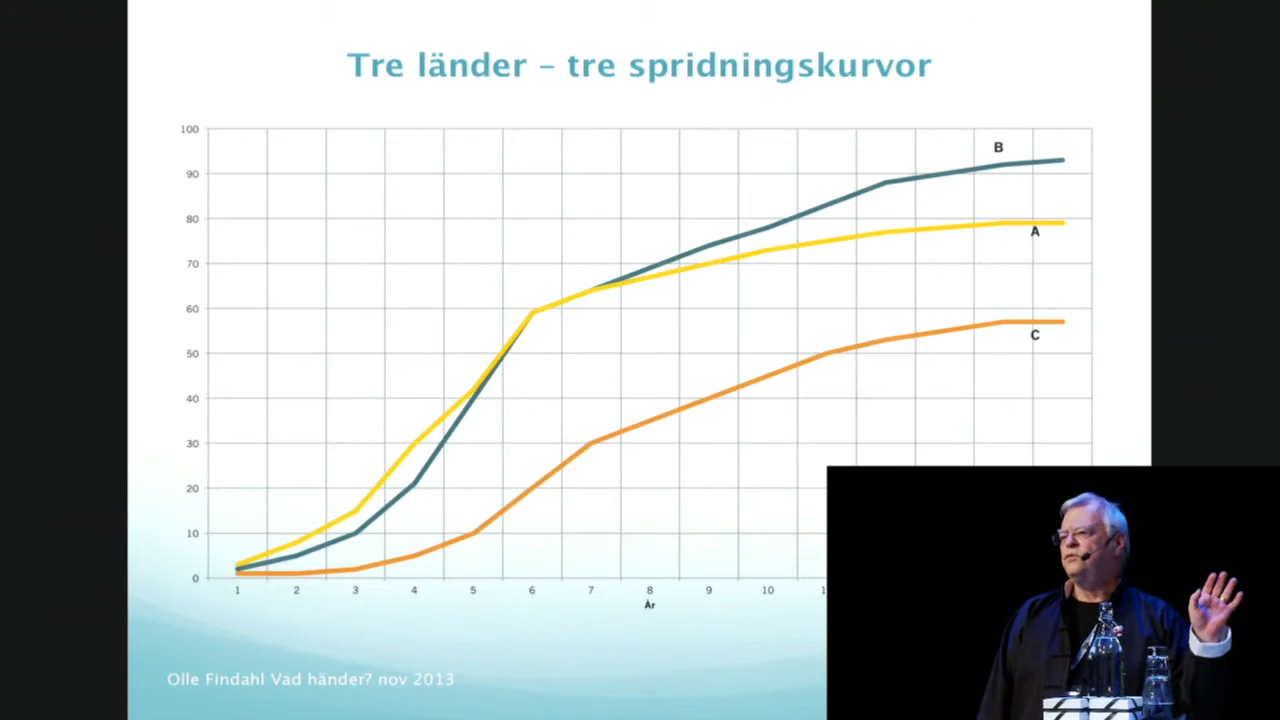 Tre länder – tre spridningskurvor
100
90
80
70
60
50
40
30
20
10
0
B
A
C
1 2 3 4 5 6 7 8 9 10
År
Olle Findahl Vad händer? nov 2013